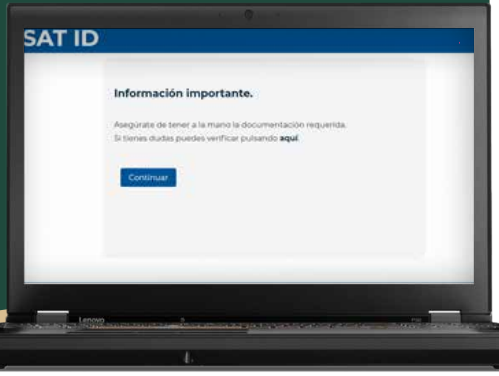 SAT ID
Información importante.
Asegúrate de tener a la mano la documentación requerida.
Si tienes dudas puedes verificar pulsando aquí.
Continuar
Lenovo